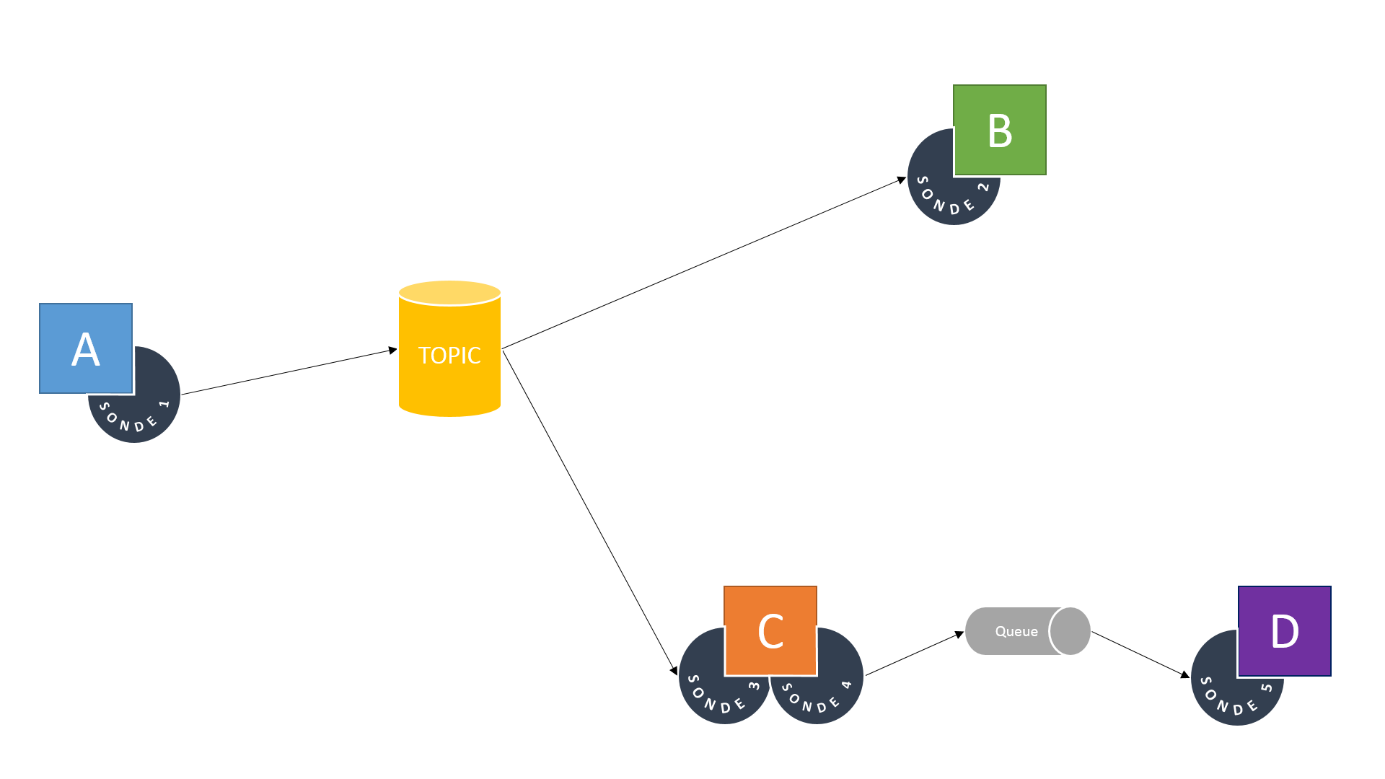 B
SONDE 2
A
SONDE 1
TOPIC
C
SONDE 3
SONDE 4
Queue
D
SONDE 5